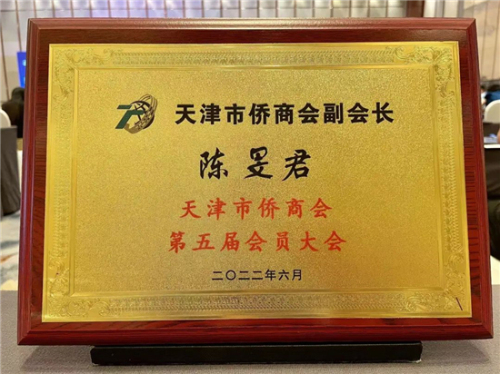 天津市侨商会副会长
陈旻君
天津市侨商会
第五届会员大会
二〇二二年六月